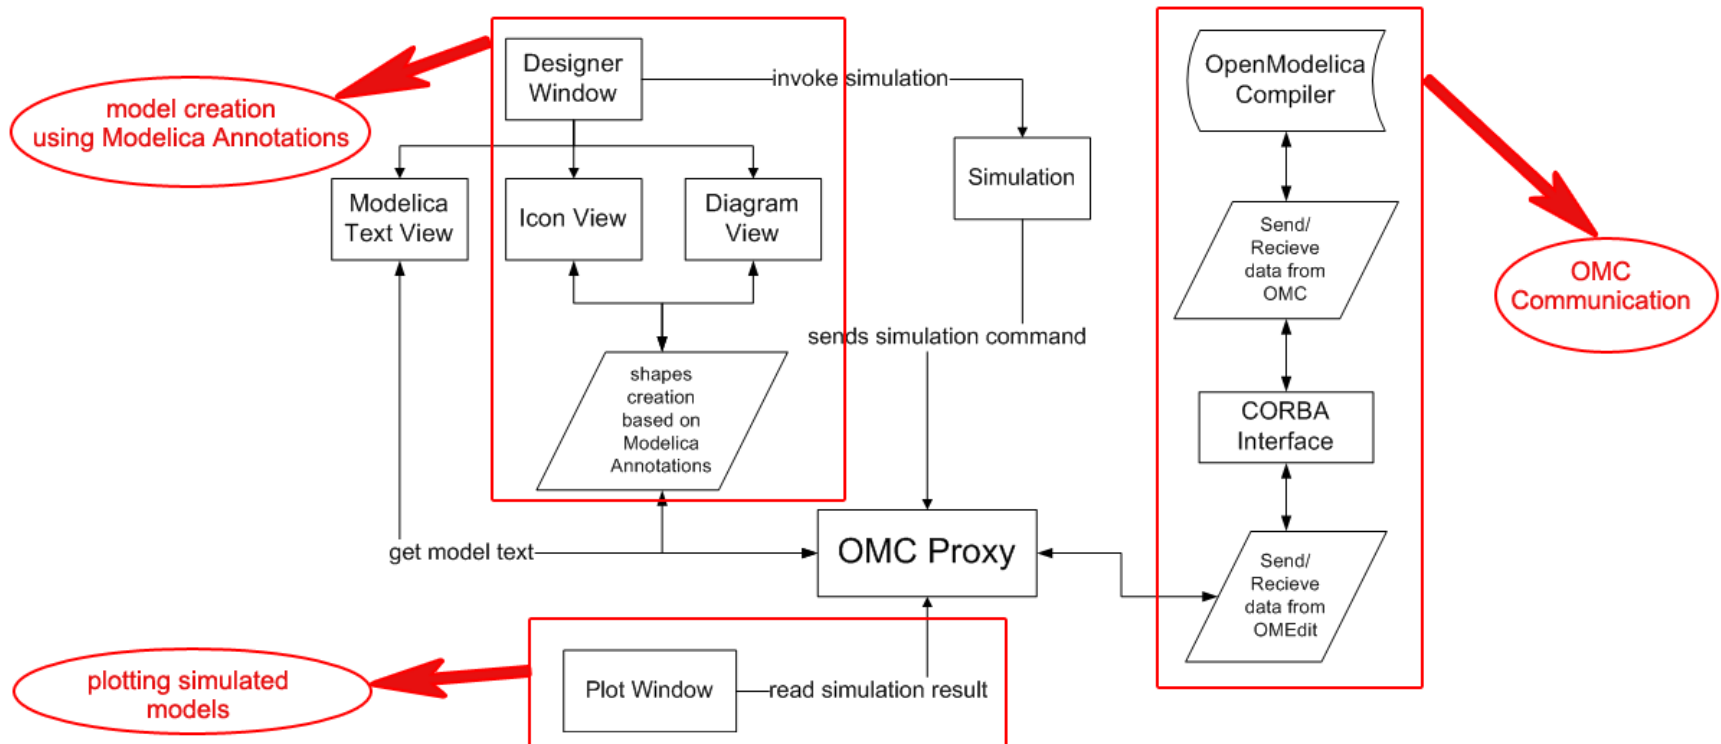 Designer
Window
invoke simulation
OpenModelica
Compiler
model creation
using Modelica Annotations
Modelica
Text View
Icon View
Diagram
View
Simulation
Send/
Recieve
data from
OMC
OMC
Communication
sends simulation command
shapes
creation
based on
Modelica
Annotations
CORBA
Interface
get model text
OMC Proxy
Send/
Recieve
data from
OMEdit
plotting simulated
models
Plot Window
read simulation result